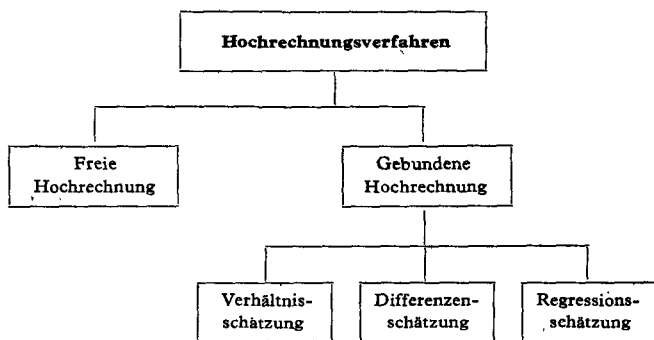 Hochrechnungsverfahren
Freie
Hochrechnung
Gebundene
Hochrechnung
Verhältnis-
schätzung
Differenzen-
schätzung
Regressions-
schätzung